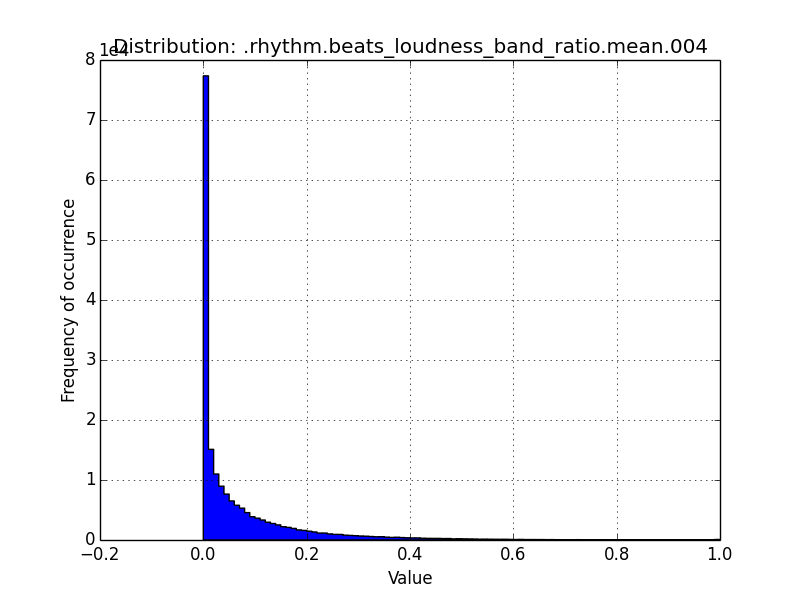 Distribution: .rhythm.beats_loudness_band_ratio.mean.004
1e4
8
7
6
5
4
3
2
1
0
Frequency of occurrence
−0.2 0.0 0.2 0.4 0.6 0.8 1.0
Value